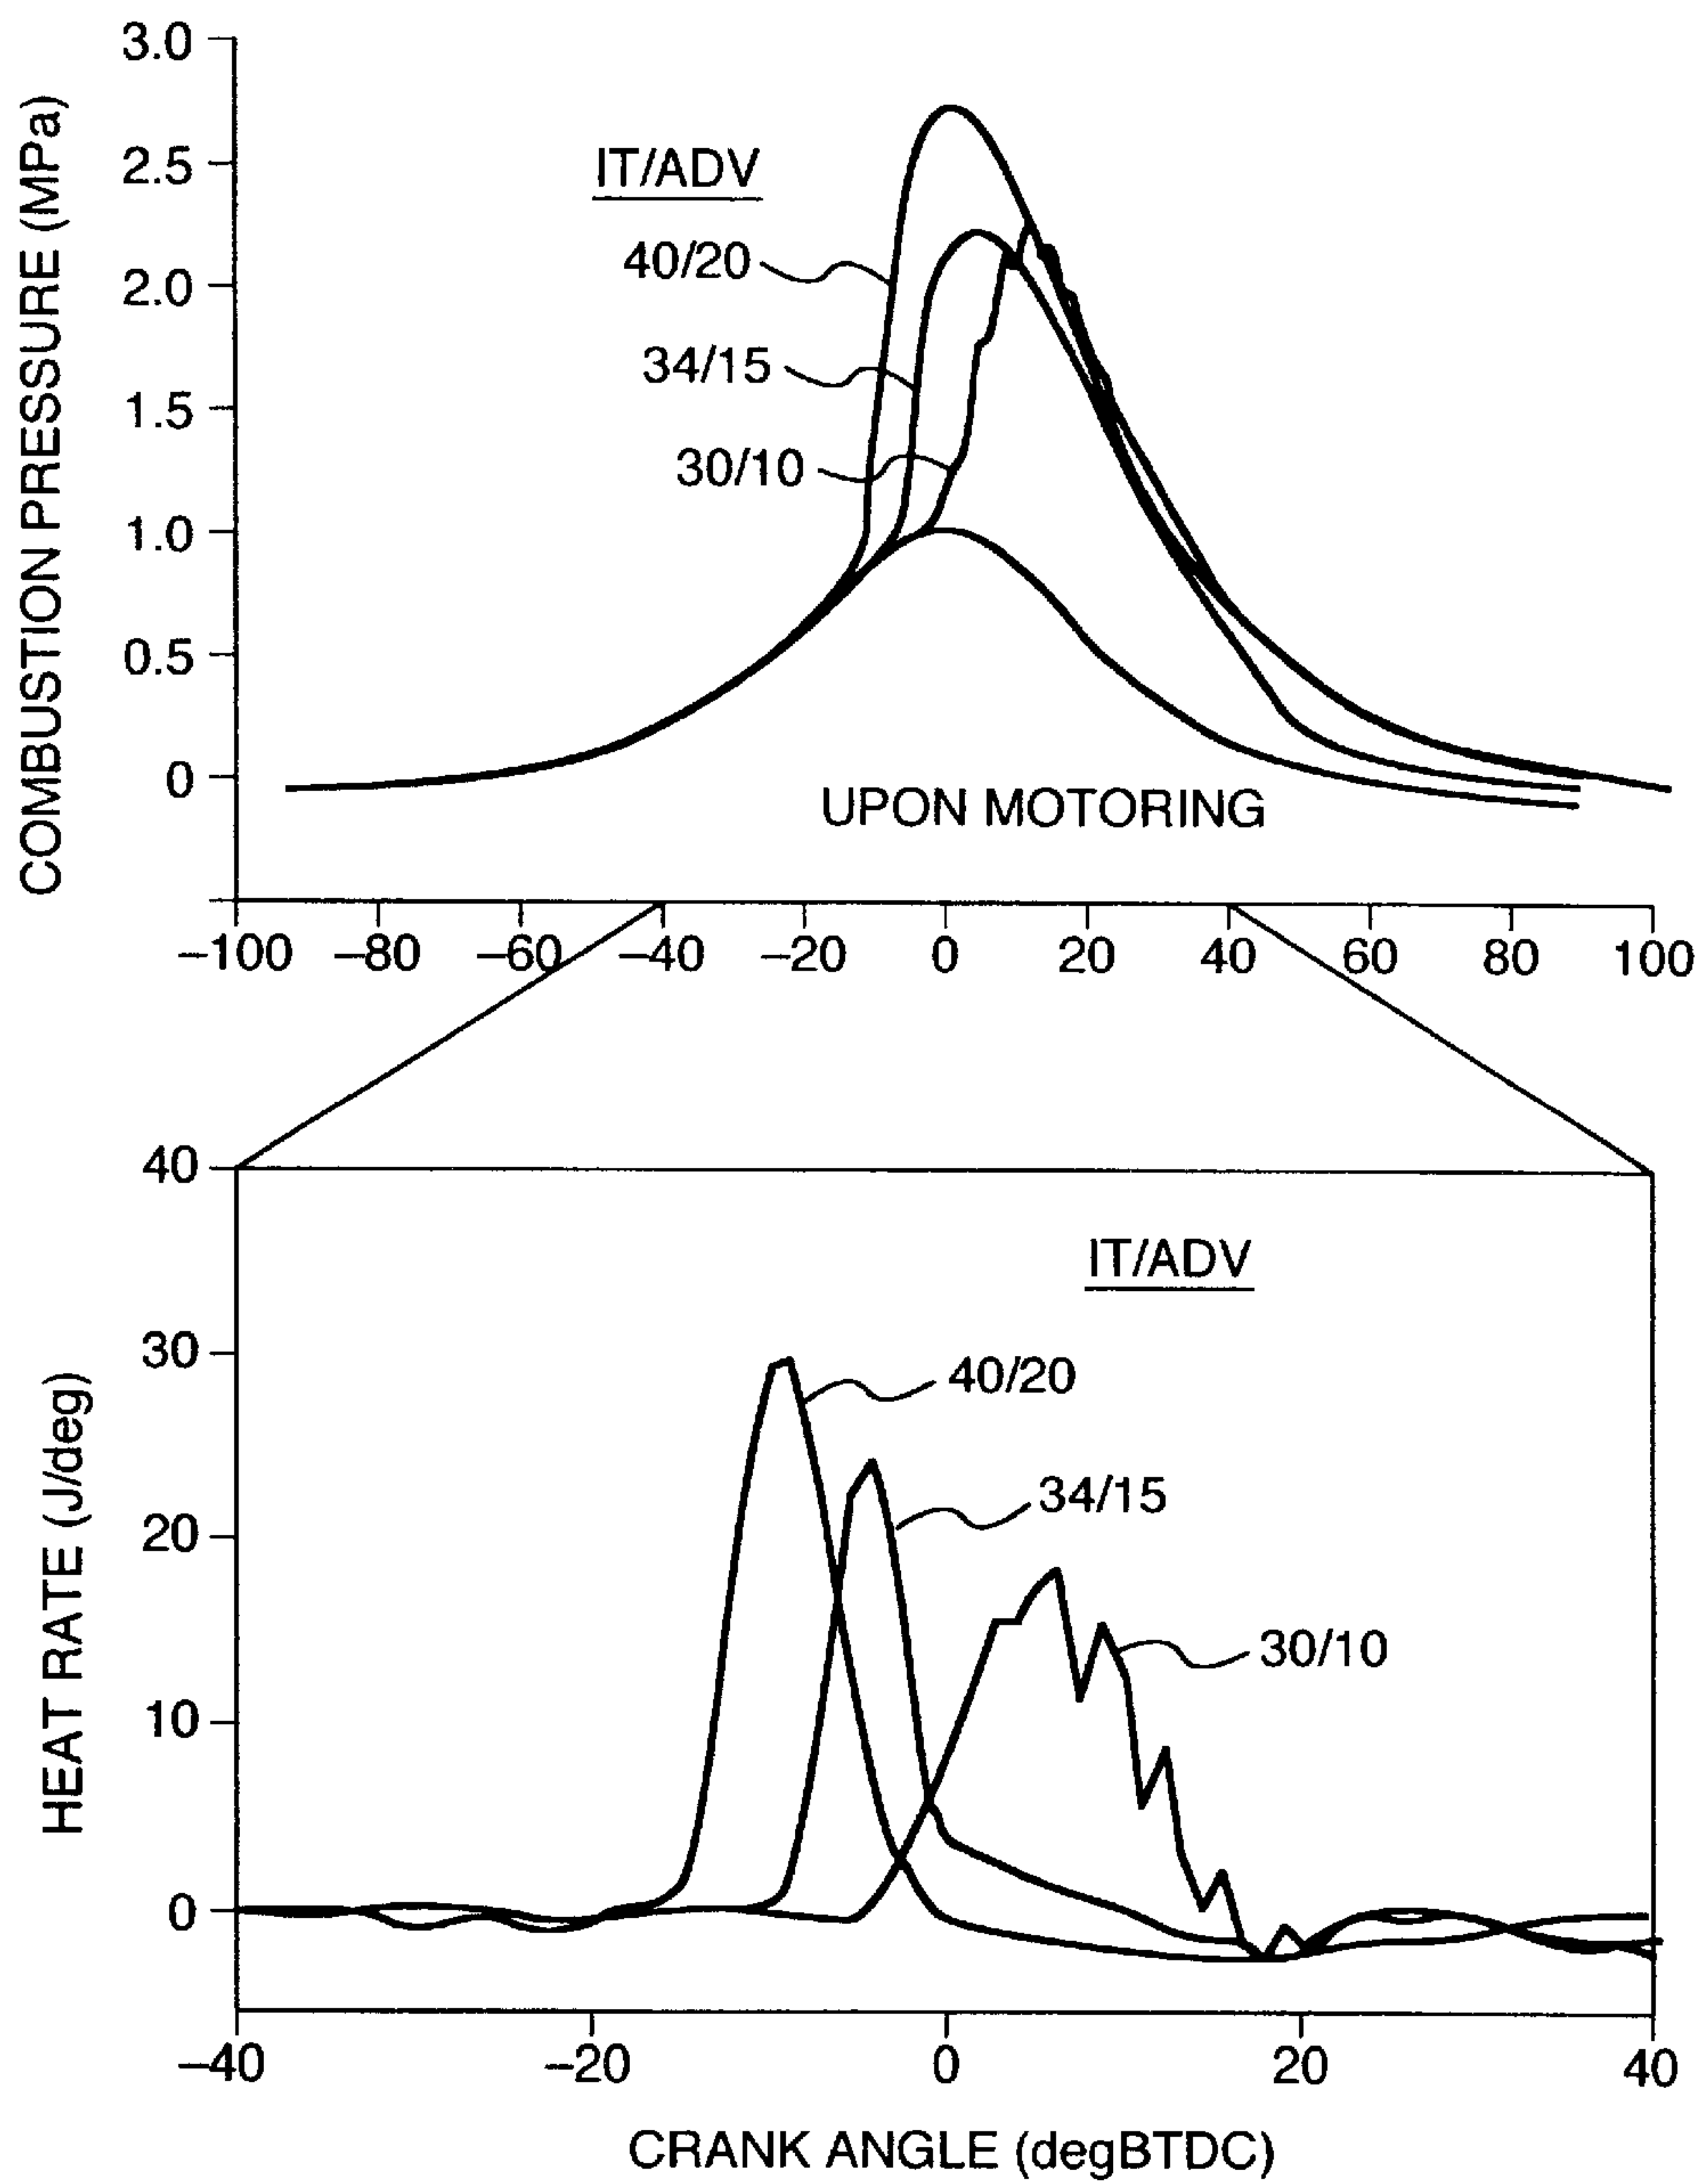 COMBUSTION PRESSURE (MPa)
3.0
2.5
2.0
1.5
1.0
0.5
0
IT/ADV
40/20
34/15
30/10
UPON MOTORING
–100 –80 –60 –40 –20 0 20 40 60 80 100
HEAT RATE (J/deg)
40
30
20
10
0
IT/ADV
40/20
34/15
30/10
–40 –20 0 20 40
CRANK ANGLE (degBTDC)